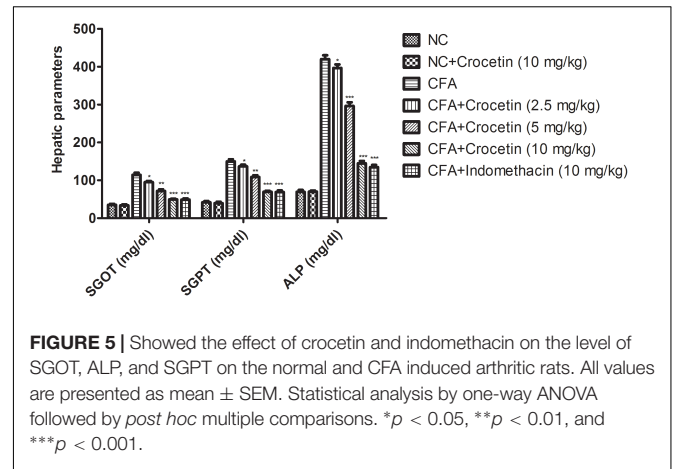 500
400
300
200
100
0
Hepatic parameters
* ** *** ***
* ** *** ***
* *** *** ***
SGOT (mg/dl)
SGPT (mg/dl)
ALP (mg/dl)
NC
NC+Crocetin (10 mg/kg)
CFA
CFA+Crocetin (2.5 mg/kg)
CFA+Crocetin (5 mg/kg)
CFA+Crocetin (10 mg/kg)
CFA+Indomethacin (10 mg/kg)
FIGURE 5 | Showed the effect of crocetin and indomethacin on the level of
SGOT, ALP, and SGPT on the normal and CFA induced arthritic rats. All values
are presented as mean ± SEM. Statistical analysis by one-way ANOVA
followed by post hoc multiple comparisons. *p < 0.05, **p < 0.01, and
***p < 0.001.